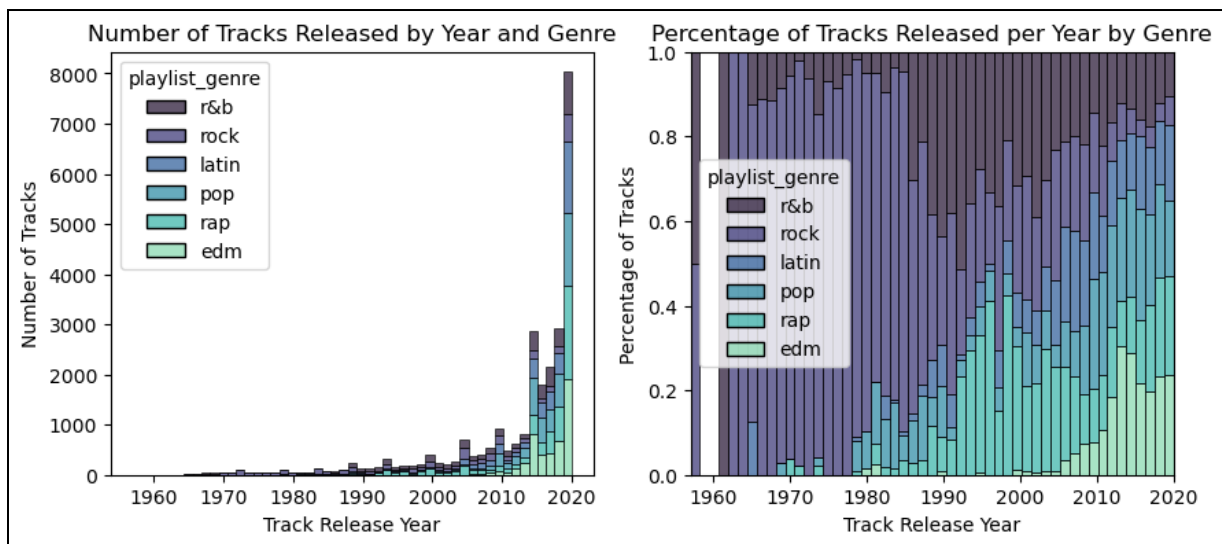 Number of Tracks Released by Year and Genre
8000
7000
6000
5000
4000
3000
2000
1000
0
Number of Tracks
playlist_genre
r&b
rock
latin
pop
rap
edm
1960 1970 1980 1990 2000 2010 2020
Track Release Year
Percentage of Tracks Released per Year by Genre
1.0
0.8
0.6
0.4
0.2
0.0
Percentage of Tracks
playlist_genre
r&b
rock
latin
pop
rap
edm
1960 1970 1980 1990 2000 2010 2020
Track Release Year